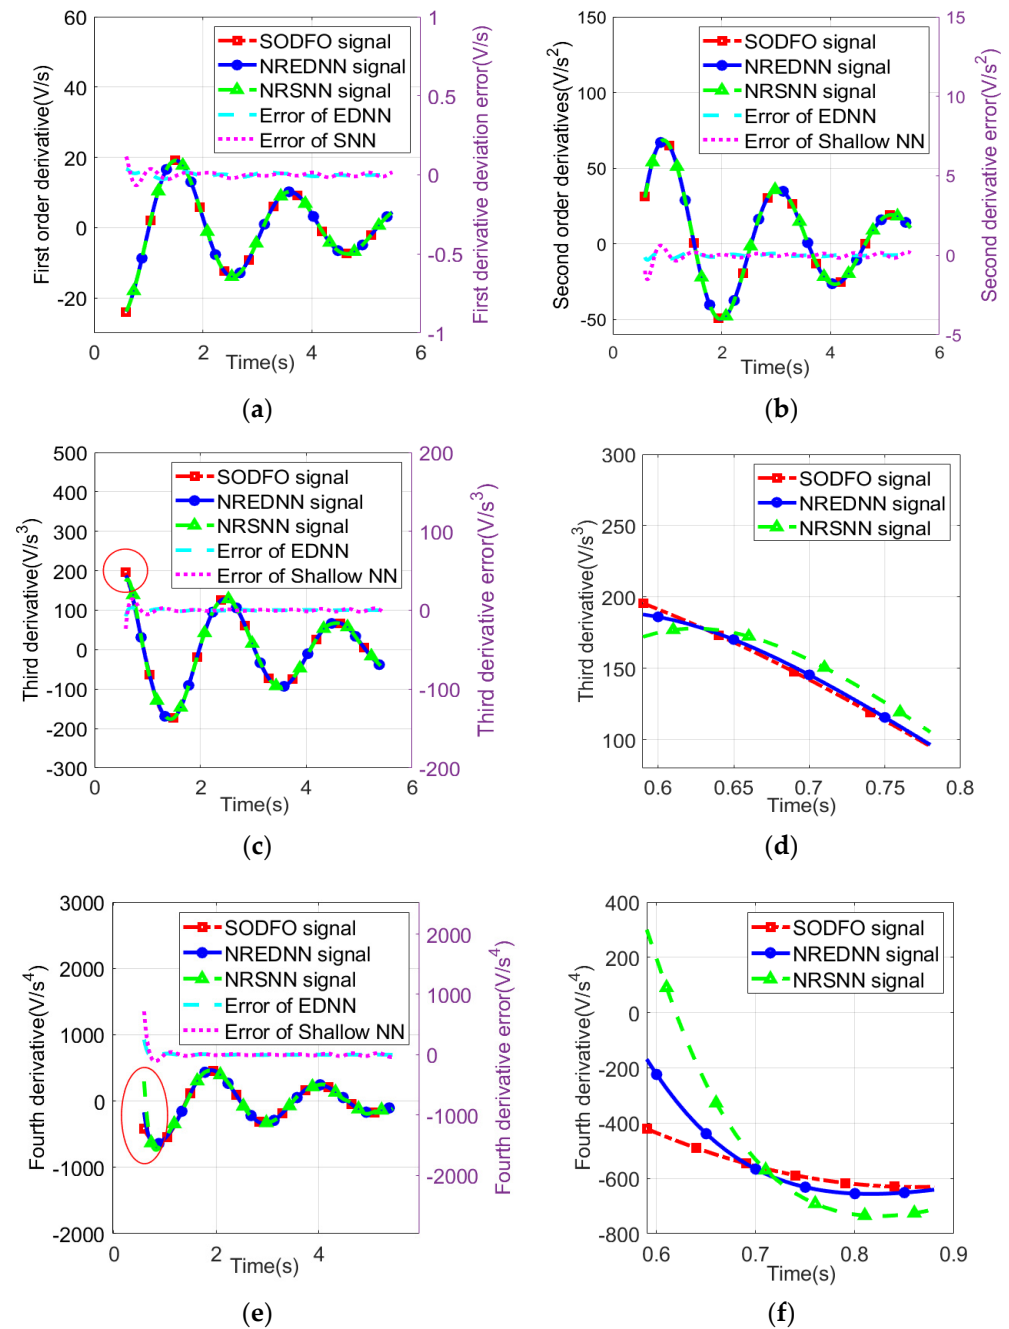 60
40
20
0
-20
0
2
4
6
1
0.5
0
-0.5
-1
First order derivative(V/s)
First derivative deviation error(V/s)
Time(s)
SODFO signal
NREDNN signal
NRSNN signal
Error of EDNN
Error of SNN
(a)
150
100
50
0
-50
0
2
4
6
15
10
5
0
-5
Second order derivatives(V/s²)
Second derivative error(V/s²)
Time(s)
SODFO signal
NREDNN signal
NRSNN signal
Error of EDNN
Error of Shallow NN
(b)
500
400
300
200
100
0
-100
-200
-300
0
2
4
6
200
100
0
-100
-200
Third derivative(V/s³)
Third derivative error(V/s³)
Time(s)
SODFO signal
NREDNN signal
NRSNN signal
Error of EDNN
Error of Shallow NN
(c)
300
250
200
150
100
0.6
0.65
0.7
0.75
0.8
Third derivative(V/s³)
Time(s)
SODFO signal
NREDNN signal
NRSNN signal
(d)
3000
2000
1000
0
-1000
-2000
0
2
4
2000
1000
0
-1000
-2000
Fourth derivative(V/s⁴)
Fourth derivative error(V/s⁴)
Time(s)
SODFO signal
NREDNN signal
NRSNN signal
Error of EDNN
Error of Shallow NN
(e)
400
200
0
-200
-400
-600
-800
0.6
0.7
0.8
0.9
Fourth derivative(V/s⁴)
Time(s)
SODFO signal
NREDNN signal
NRSNN signal
(f)